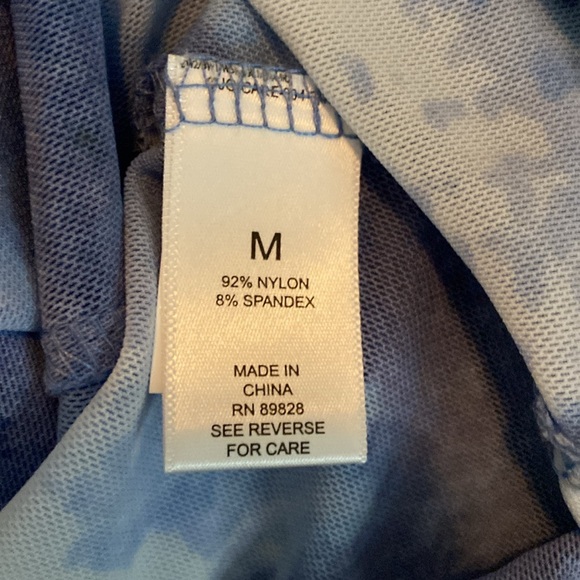 M
92% NYLON
8% SPANDEX
MADE IN
CHINA
RN 89828
SEE REVERSE
FOR CARE